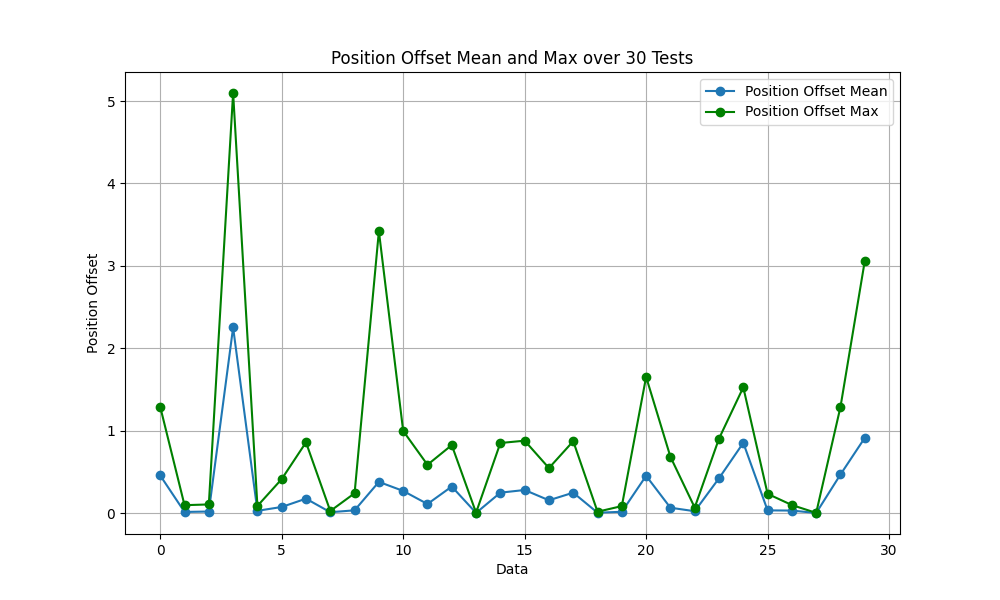 Position Offset Mean and Max over 30 Tests
Position Offset Mean
Position Offset Max
Position Offset
5
4
3
2
1
0
0 5 10 15 20 25 30
Data